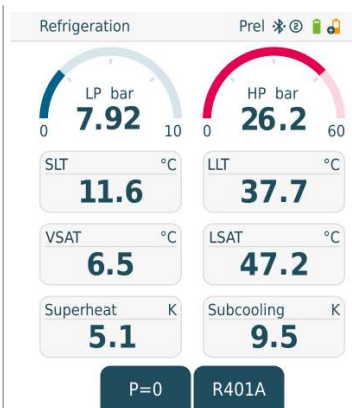 Refrigeration Prel 2
LP bar HP bar
7.92 26.2
0 10 0 60
SLT °C LLT °C
11.6 37.7
VSAT °C LSAT °C
6.5 47.2
Superheat K Subcooling K
5.1 9.5
P=0 R401A